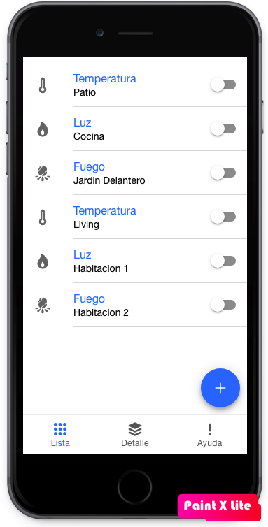 Temperatura
Patio
Luz
Cocina
Fuego
Jardin Delantero
Temperatura
Living
Luz
Habitacion 1
Fuego
Habitacion 2
+
Lista
Detalle
Ayuda
Paint X lite